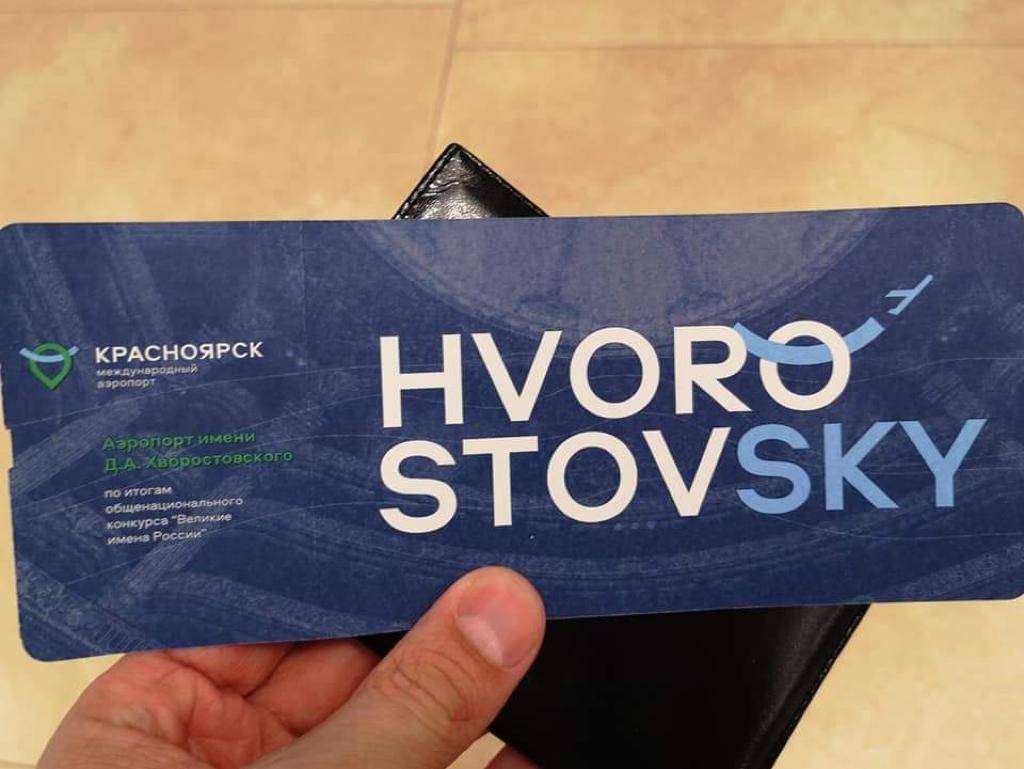 КРАСНОЯРСК
международный
аэропорт
Аэропорт имени
Д.А. Хворостовского
по итогам
общенационального
конкурса "Великие
имена России"
HVORO
STOVSKY